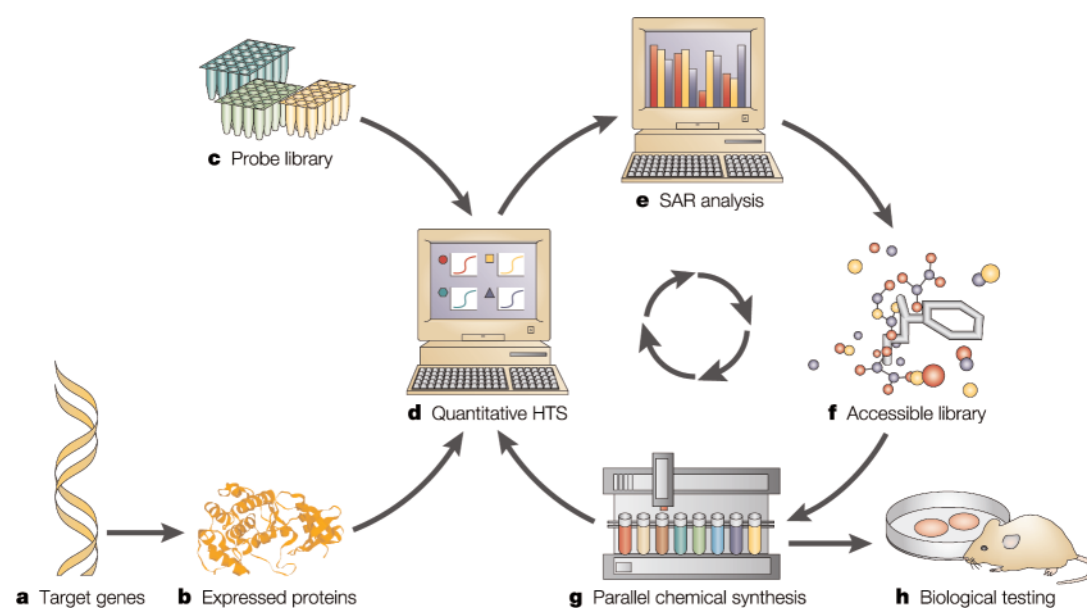 c Probe library
e SAR analysis
d Quantitative HTS
f Accessible library
a Target genes
b Expressed proteins
g Parallel chemical synthesis
h Biological testing